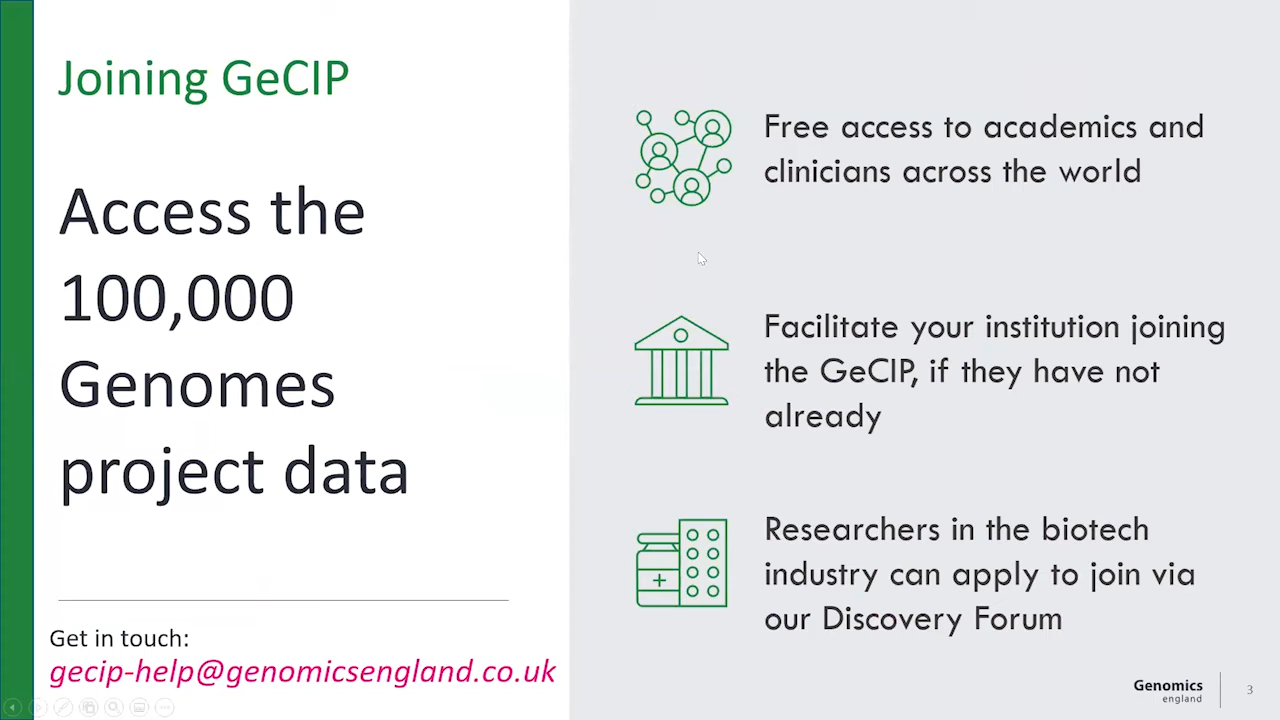 Joining GeCIP
Access the
100,000
Genomes
project data
Get in touch:
gecip-help@genomicsengland.co.uk
Free access to academics and
clinicians across the world
Facilitate your institution joining
the GeCIP, if they have not
already
Researchers in the biotech
industry can apply to join via
our Discovery Forum
Genomics
england
3